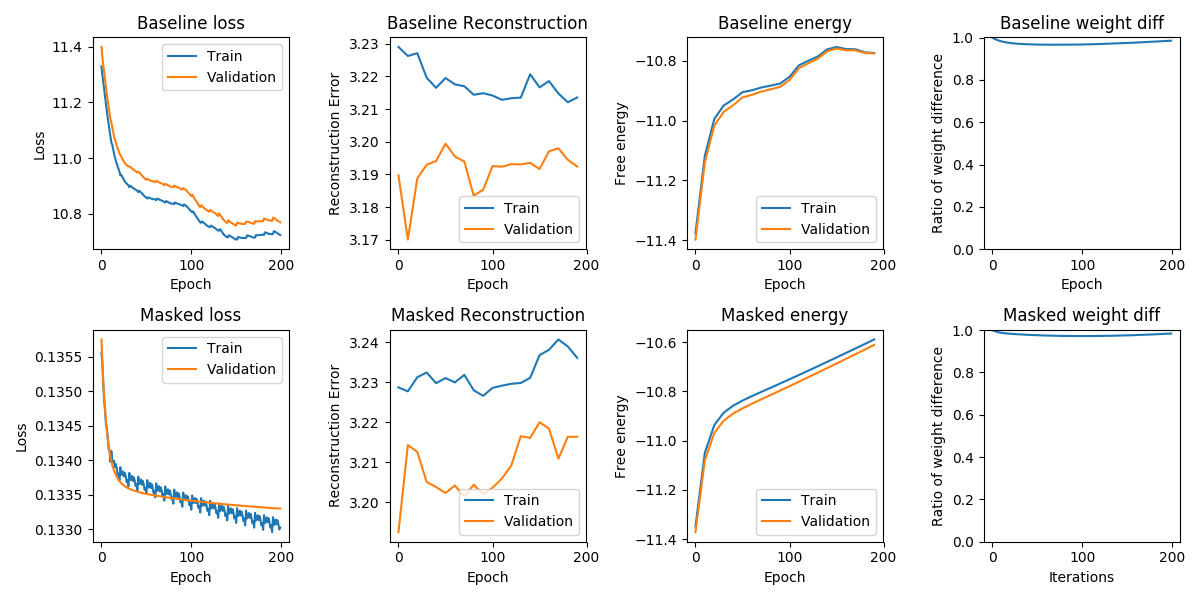 Baseline loss
11.4
11.2
11.0
10.8
Loss
Train
Validation
0 100 200
Epoch
Baseline Reconstruction
3.23
3.22
3.21
3.20
3.19
3.18
3.17
Reconstruction Error
Train
Validation
0 100 200
Epoch
Baseline energy
−10.8
−11.0
−11.2
−11.4
Free energy
Train
Validation
0 100 200
Epoch
Baseline weight diff
1.0
0.8
0.6
0.4
0.2
0.0
Ratio of weight difference
0 100 200
Epoch
Masked loss
0.1355
0.1350
0.1345
0.1340
0.1335
0.1330
Loss
Train
Validation
0 100 200
Epoch
Masked Reconstruction
3.24
3.23
3.22
3.21
3.20
Reconstruction Error
Train
Validation
0 100 200
Epoch
Masked energy
−10.6
−10.8
−11.0
−11.2
−11.4
Free energy
Train
Validation
0 100 200
Epoch
Masked weight diff
1.0
0.8
0.6
0.4
0.2
0.0
Ratio of weight difference
0 100 200
Iterations